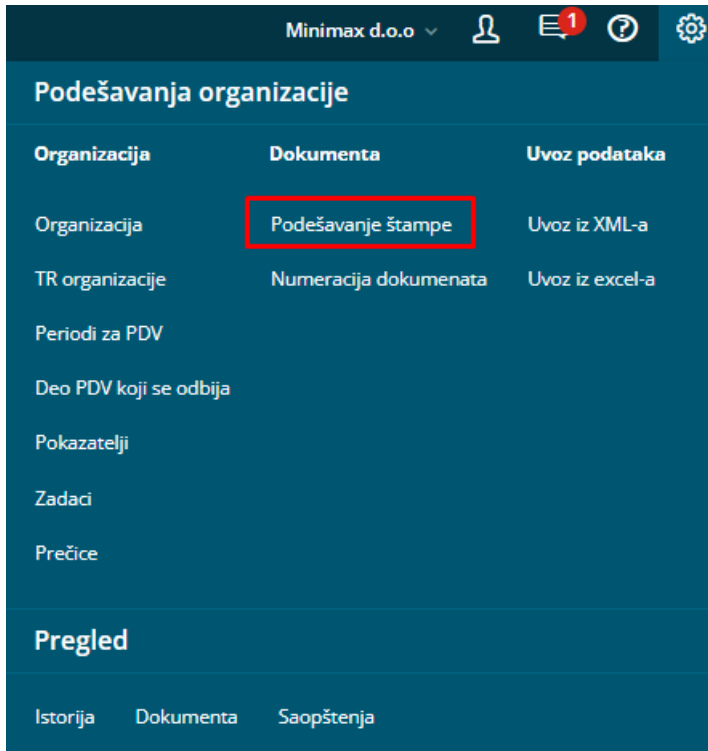 Minimax d.o.o
1
Podešavanja organizacije
Organizacija Dokumenta Uvoz podataka
Organizacija Podešavanje štampe Uvoz iz XML-a
TR organizacije Numeracija dokumenata Uvoz iz excel-a
Periodi za PDV
Deo PDV koji se odbija
Pokazatelji
Zadaci
Prečice
Pregled
Istorija Dokumenta Saopštenja